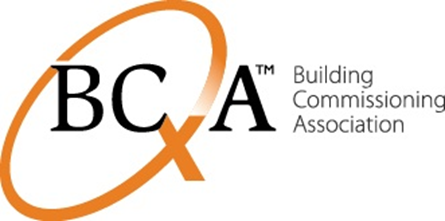 BCxA™
Building
Commissioning
Association